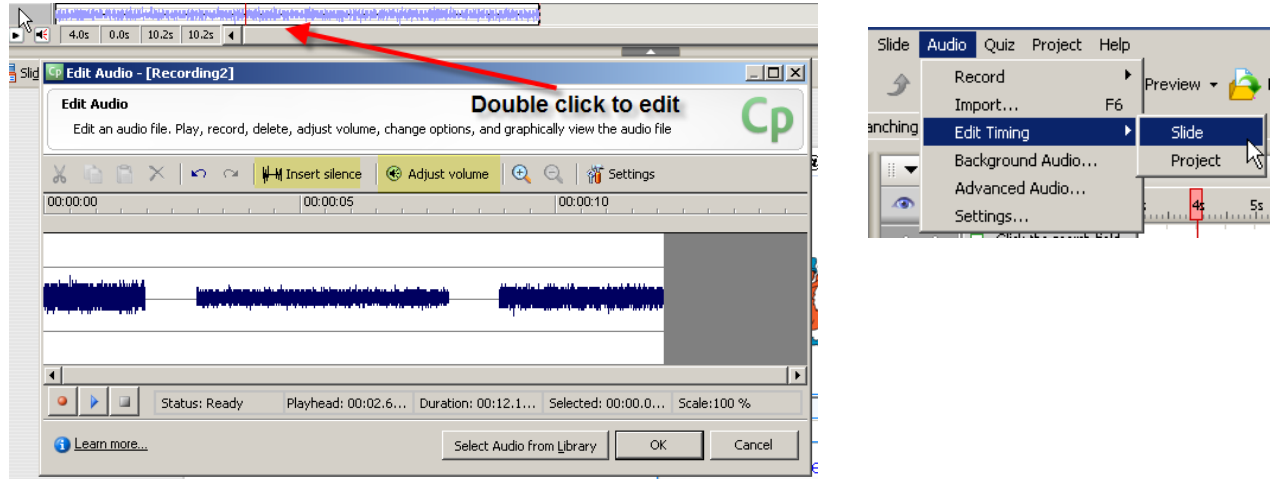 4.0s 0.0s 10.2s 10.2s
Slid
Cp Edit Audio - [Recording2]
Edit Audio
Double click to edit
Edit an audio file. Play, record, delete, adjust volume, change options, and graphically view the audio file
Cp
Insert silence Adjust volume Settings
00:00:00 00:00:05 00:00:10
Status: Ready Playhead: 00:02.6... Duration: 00:12.1... Selected: 00:00.0... Scale:100 %
Learn more... Select Audio from Library OK Cancel
Slide Audio Quiz Project Help
Record
Preview
Import... F6
anching
Edit Timing Slide
Background Audio... Project
Advanced Audio...
4s 5s
Settings...